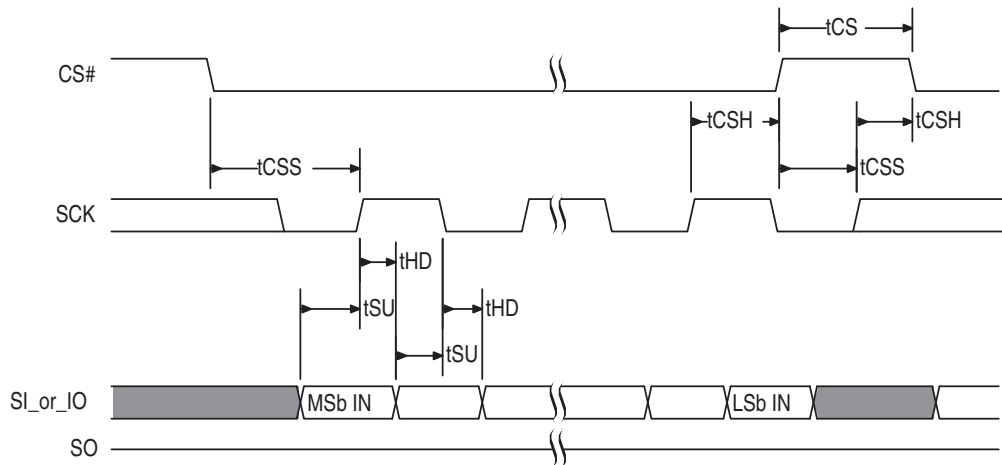 tCS
CS#
tCSH
tCSH
tCSS
tCSS
SCK
tHD
tSU
tHD
tSU
SI_or_IO
MSb IN
LSb IN
SO